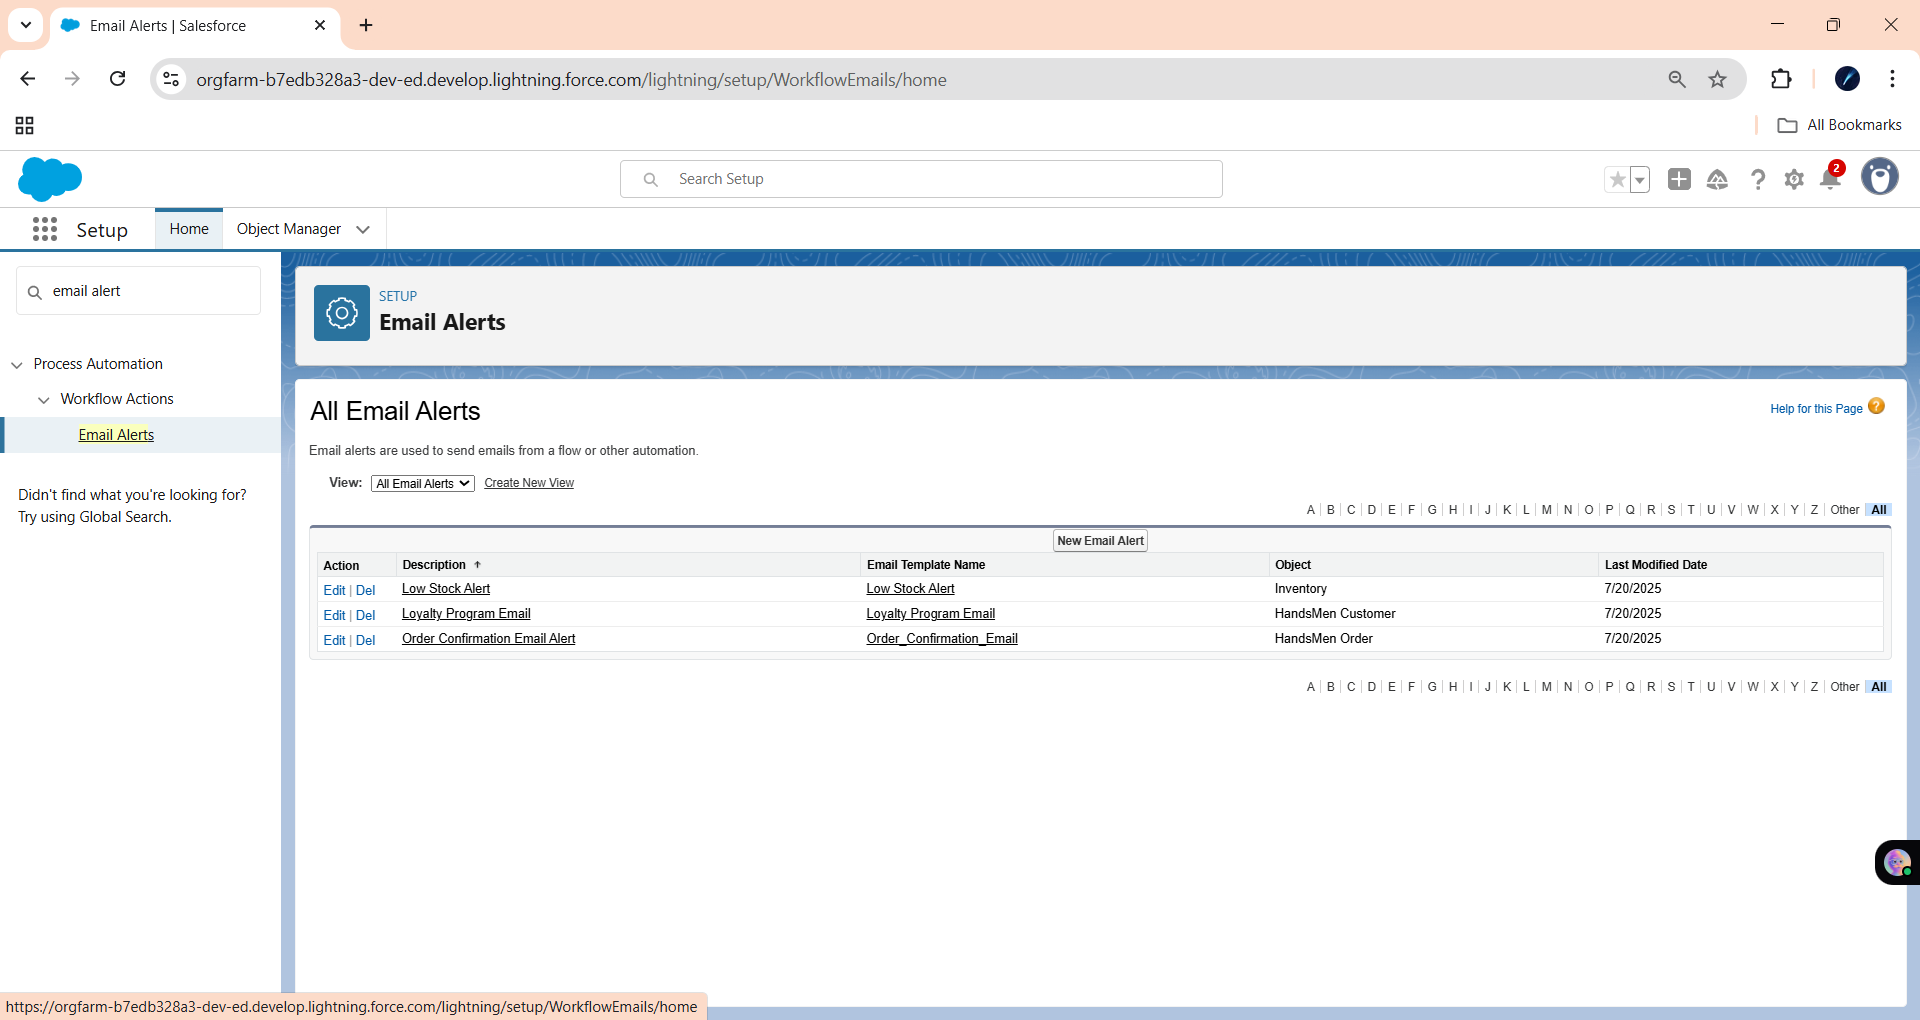 Email Alerts | Salesforce
orgfarm-b7edb328a3-dev-ed.develop.lightning.force.com/lightning/setup/WorkflowEmails/home
All Bookmarks
Search Setup
2
Setup
Home
Object Manager
email alert
Process Automation
Workflow Actions
Email Alerts
Didn't find what you're looking for?
Try using Global Search.
SETUP
Email Alerts
All Email Alerts
Help for this Page ?
Email alerts are used to send emails from a flow or other automation.
View: All Email Alerts Create New View
A | B | C | D | E | F | G | H | I | J | K | L | M | N | O | P | Q | R | S | T | U | V | W | X | Y | Z | Other | All
New Email Alert
Action Description ↑ Email Template Name Object Last Modified Date
Edit | Del Low Stock Alert Low Stock Alert Inventory 7/20/2025
Edit | Del Loyalty Program Email Loyalty Program Email HandsMen Customer 7/20/2025
Edit | Del Order Confirmation Email Alert Order_Confirmation_Email HandsMen Order 7/20/2025
A | B | C | D | E | F | G | H | I | J | K | L | M | N | O | P | Q | R | S | T | U | V | W | X | Y | Z | Other | All
https://orgfarm-b7edb328a3-dev-ed.develop.lightning.force.com/lightning/setup/WorkflowEmails/home